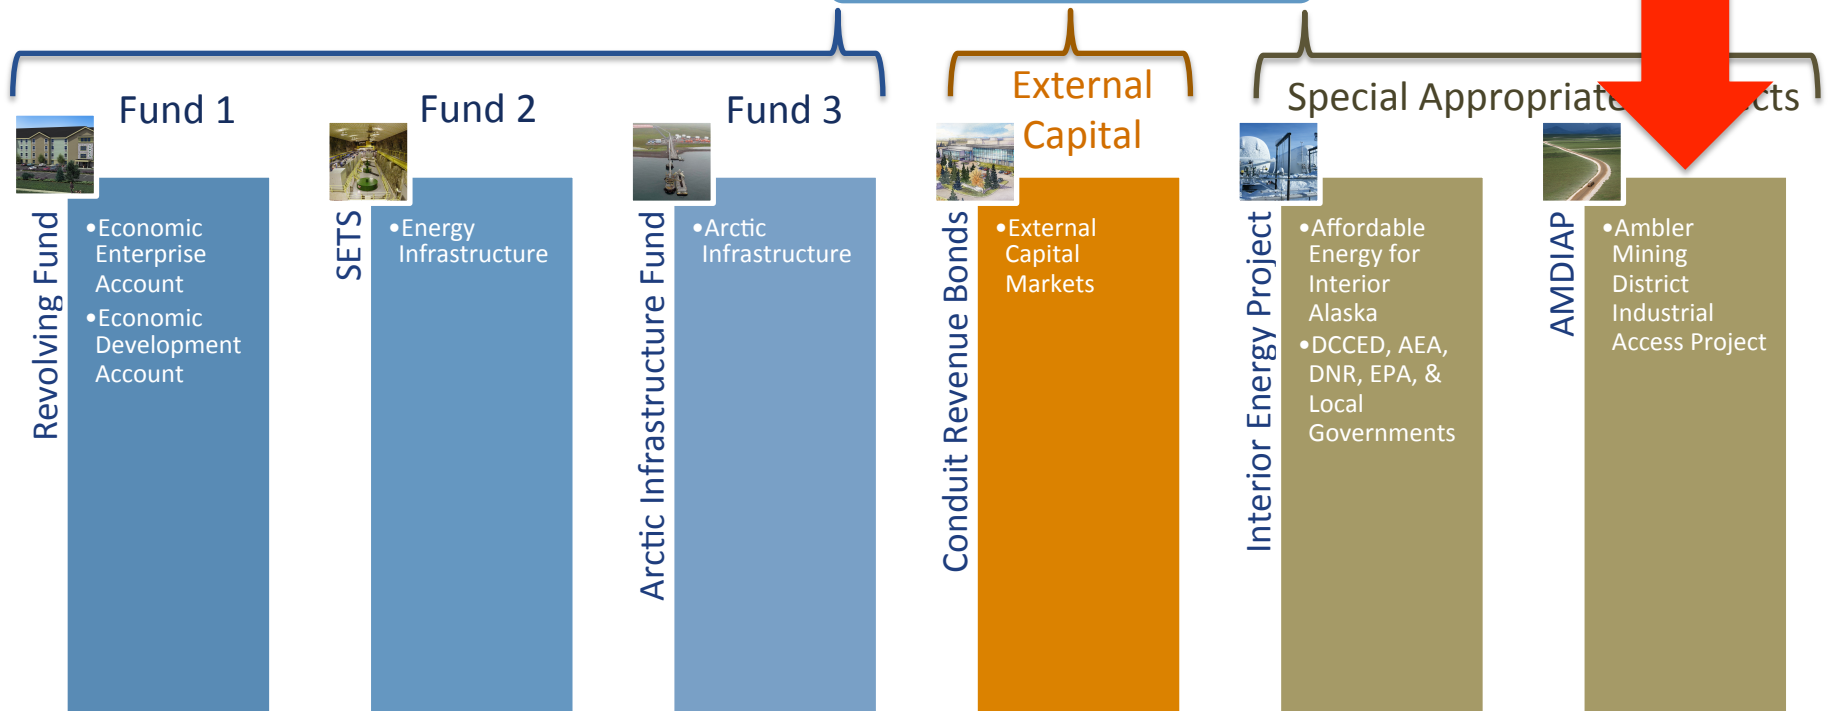 Fund 1
Fund 2
Fund 3
External
Capital
Special Appropriate
Revolving Fund
•Economic
Enterprise
Account
•Economic
Development
Account
SETS
•Energy
Infrastructure
Arctic Infrastructure Fund
•Arctic
Infrastructure
Conduit Revenue Bonds
•External
Capital
Markets
Interior Energy Project
•Affordable
Energy for
Interior
Alaska
•DCCED, AEA,
DNR, EPA, &
Local
Governments
AMDIAP
•Ambler
Mining
District
Industrial
Access Project